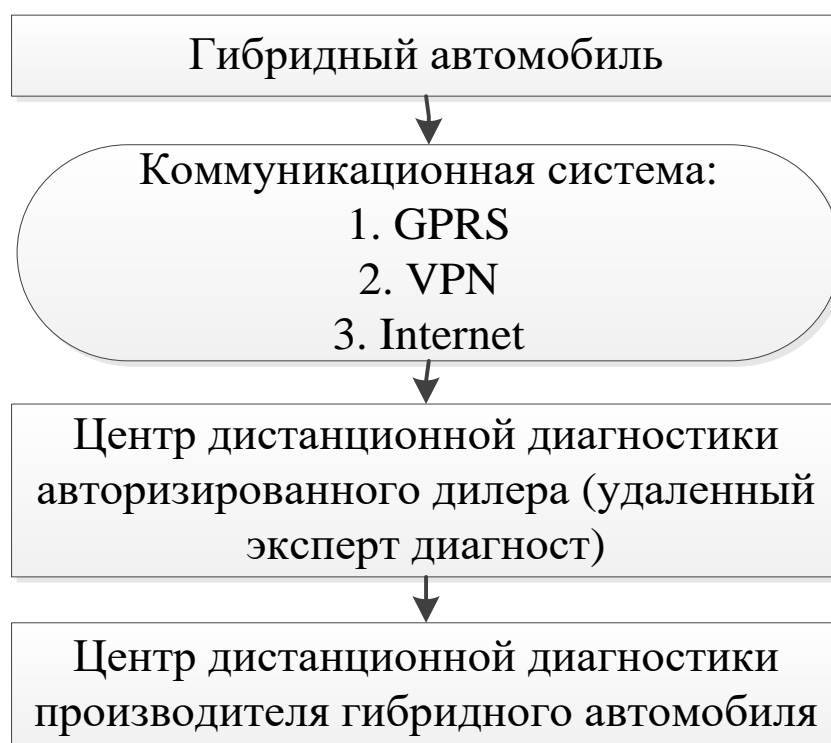 Гибридный автомобиль
Коммуникационная система:
1. GPRS
2. VPN
3. Internet
Центр дистанционной диагностики
авторизированного дилера (удаленный
эксперт диагност)
Центр дистанционной диагностики
производителя гибридного автомобиля